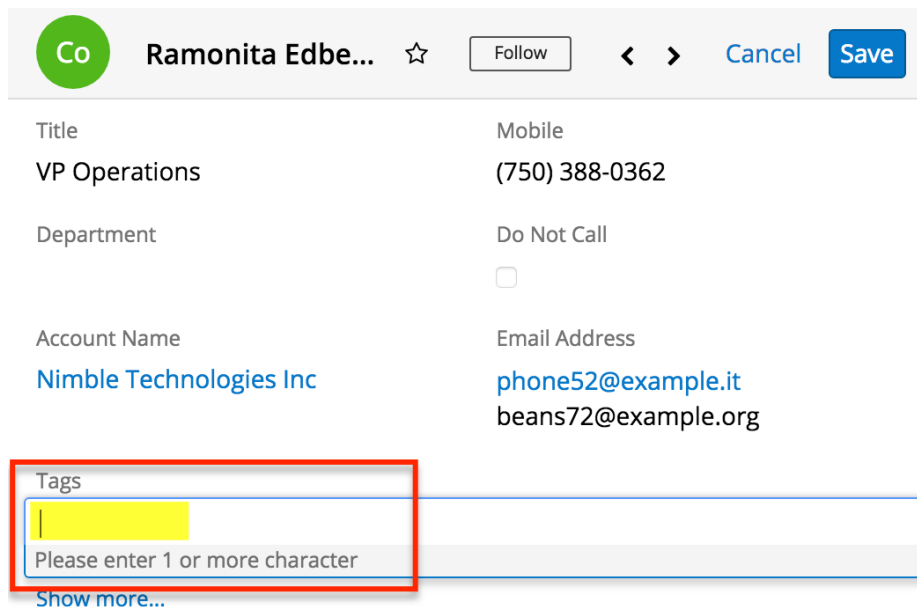 Co Ramonita Edbe... Follow Cancel Save
Title Mobile
VP Operations (750) 388-0362
Department Do Not Call
Account Name Email Address
Nimble Technologies Inc phone52@example.it
beans72@example.org
Tags
Please enter 1 or more character
Show more...